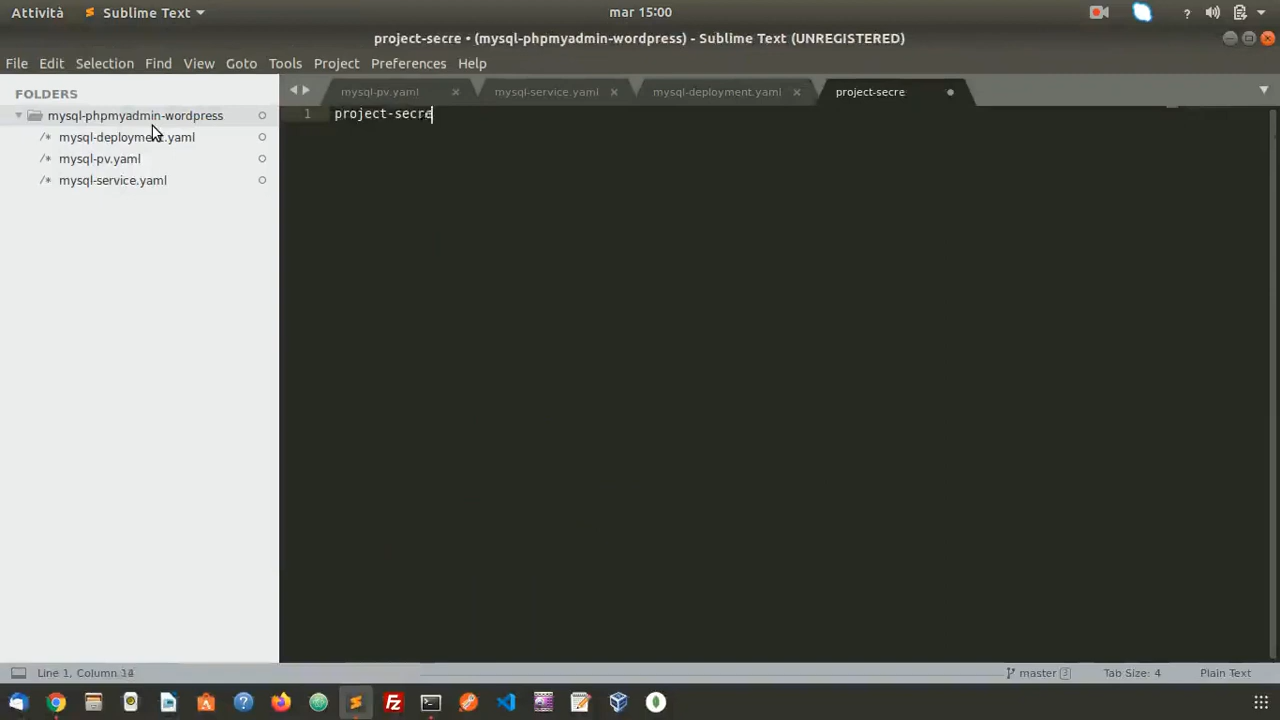 Attività Sublime Text mar 15:00
project-secre • (mysql-phpmyadmin-wordpress) - Sublime Text (UNREGISTERED)
File Edit Selection Find View Goto Tools Project Preferences Help
FOLDERS
mysql-phpmyadmin-wordpress
/* mysql-deployment.yaml
/* mysql-pv.yaml
/* mysql-service.yaml
mysql-pv.yaml × mysql-service.yaml × mysql-deployment.yaml × project-secre •
1 project-secre
Line 1, Column 14 master 3 Tab Size: 4 Plain Text